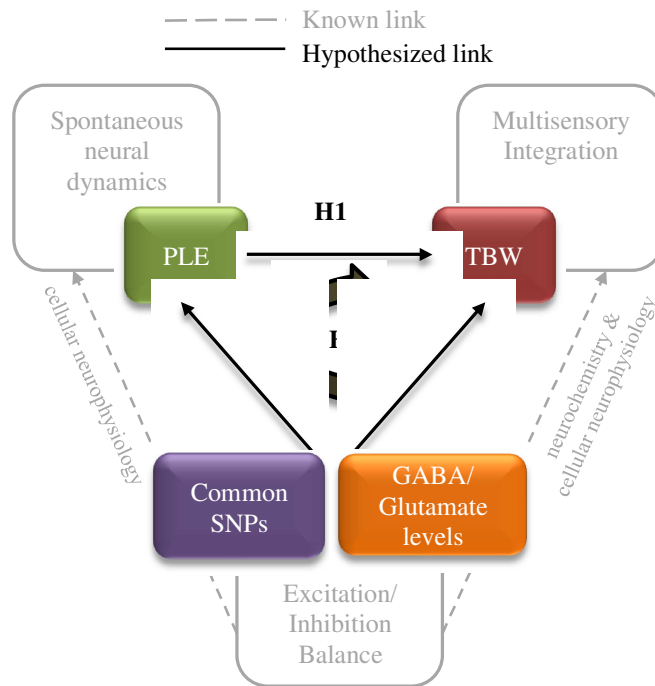 Known link
Hypothesized link
Spontaneous
neural
dynamics
Multisensory
Integration
H1
PLE
TBW
cellular neurophysiology
neurochemistry &
cellular neurophysiology
Common
SNPs
GABA/
Glutamate
levels
Excitation/
Inhibition
Balance